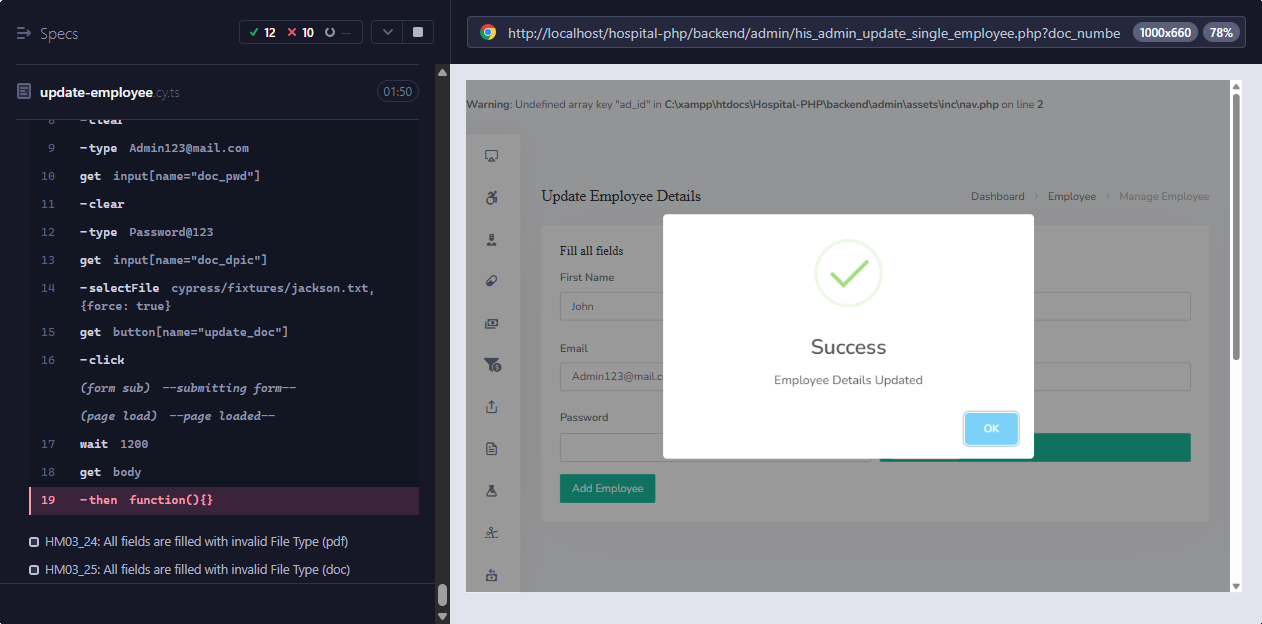 Specs
12 10 --
update-employee.cy.ts
01:50
8 -clear
9 -type Admin123@mail.com
10 get input[name="doc_pwd"]
11 -clear
12 -type Password@123
13 get input[name="doc_dpic"]
14 -selectFile cypress/fixtures/jackson.txt,
{force: true}
15 get button[name="update_doc"]
16 -click
(form sub) --submitting form--
(page load) --page loaded--
17 wait 1200
18 get body
19 -then function(){}
HM03_24: All fields are filled with invalid File Type (pdf)
HM03_25: All fields are filled with invalid File Type (doc)
http://localhost/hospital-php/backend/admin/his_admin_update_single_employee.php?doc_numbe
1000x660
78%
Warning: Undefined array key "ad_id" in C:\xampp\htdocs\Hospital-PHP\backend\admin\assets\inc\nav.php on line 2
Update Employee Details
Dashboard > Employee > Manage Employee
Fill all fields
First Name
John
Email
Admin123@mail.co
Password
Add Employee
Success
Employee Details Updated
OK